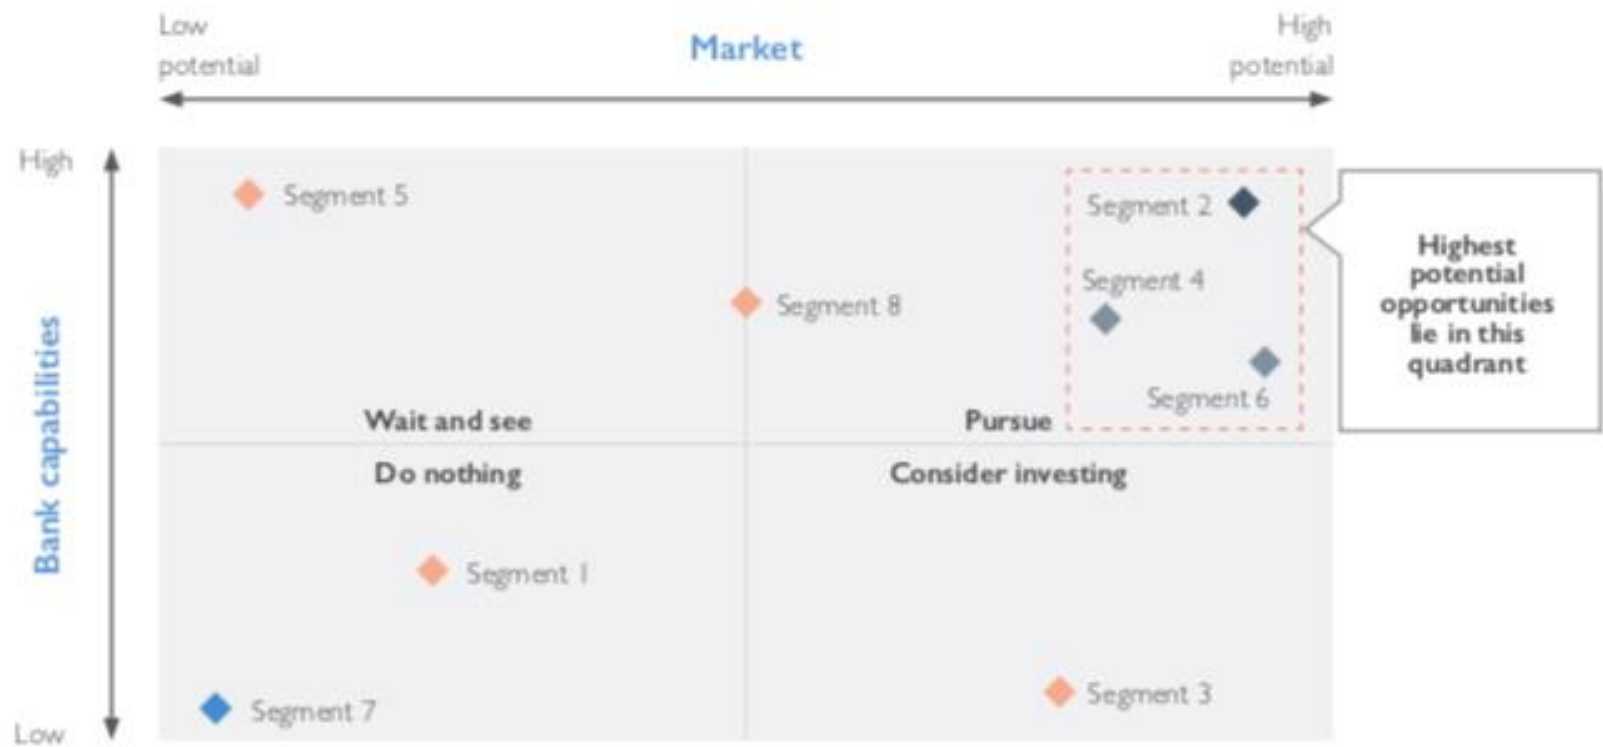 Low
potential
Market
High
potential
High
Segment 5
Segment 2
Segment 4
Segment 8
Segment 6
Highest
potential
opportunities
lie in this
quadrant
Bank capabilities
Wait and see
Pursue
Do nothing
Consider investing
Segment 1
Segment 3
Segment 7
Low